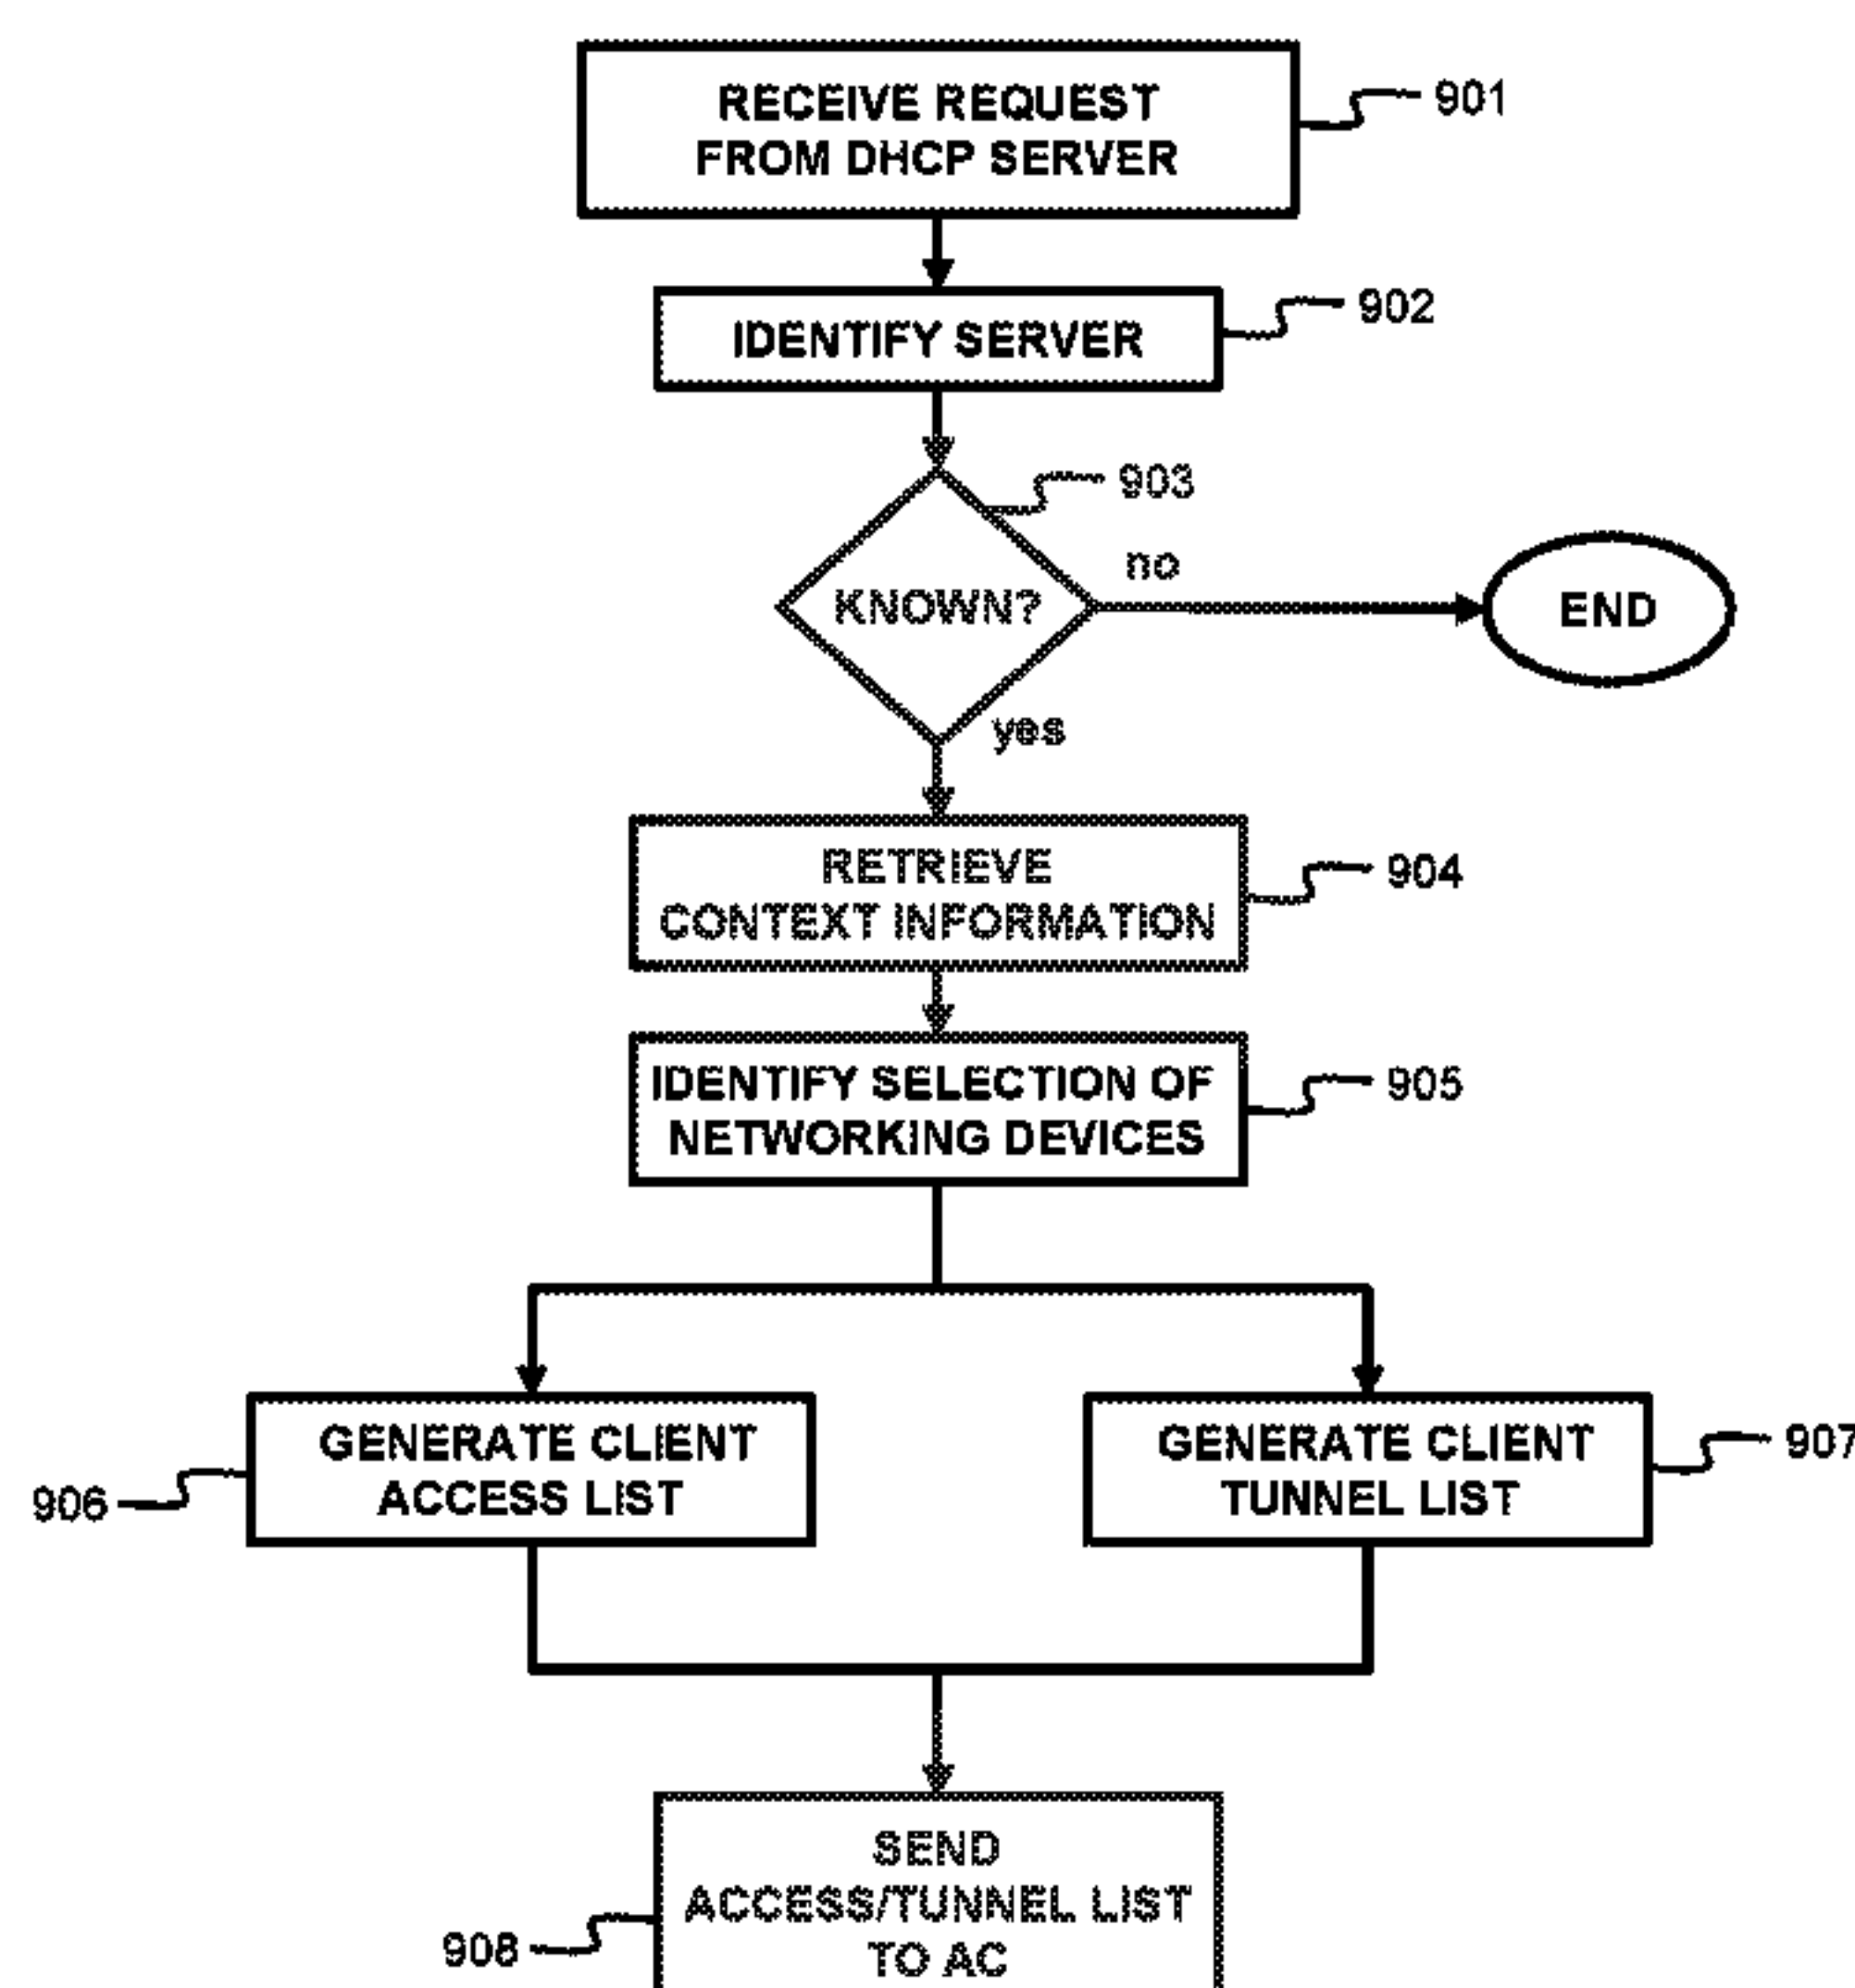 RECEIVE REQUEST
FROM DHCP SERVER
901
IDENTIFY SERVER
902
903
KNOWN?
no
END
yes
RETRIEVE
CONTEXT INFORMATION
904
IDENTIFY SELECTION OF
NETWORKING DEVICES
905
GENERATE CLIENT
ACCESS LIST
906
GENERATE CLIENT
TUNNEL LIST
907
SEND
ACCESS/TUNNEL LIST
TO AC
908